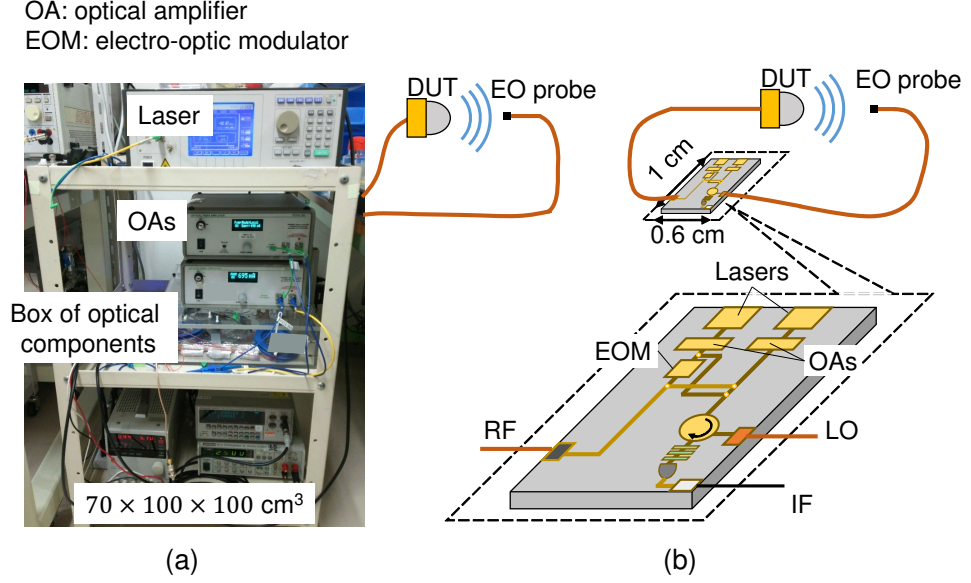 OA: optical amplifier
EOM: electro-optic modulator
Laser
OAs
Box of optical
components
70 × 100 × 100 cm³
DUT
EO probe
(a)
DUT
EO probe
1 cm
0.6 cm
Lasers
EOM
OAs
RF
LO
IF
(b)